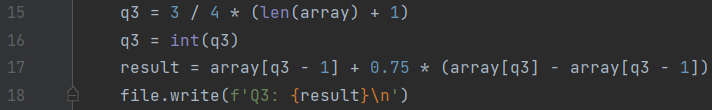 15 q3 = 3 / 4 * (len(array) + 1)
16 q3 = int(q3)
17 result = array[q3 - 1] + 0.75 * (array[q3] - array[q3 - 1])
18 file.write(f'Q3: {result}\n')